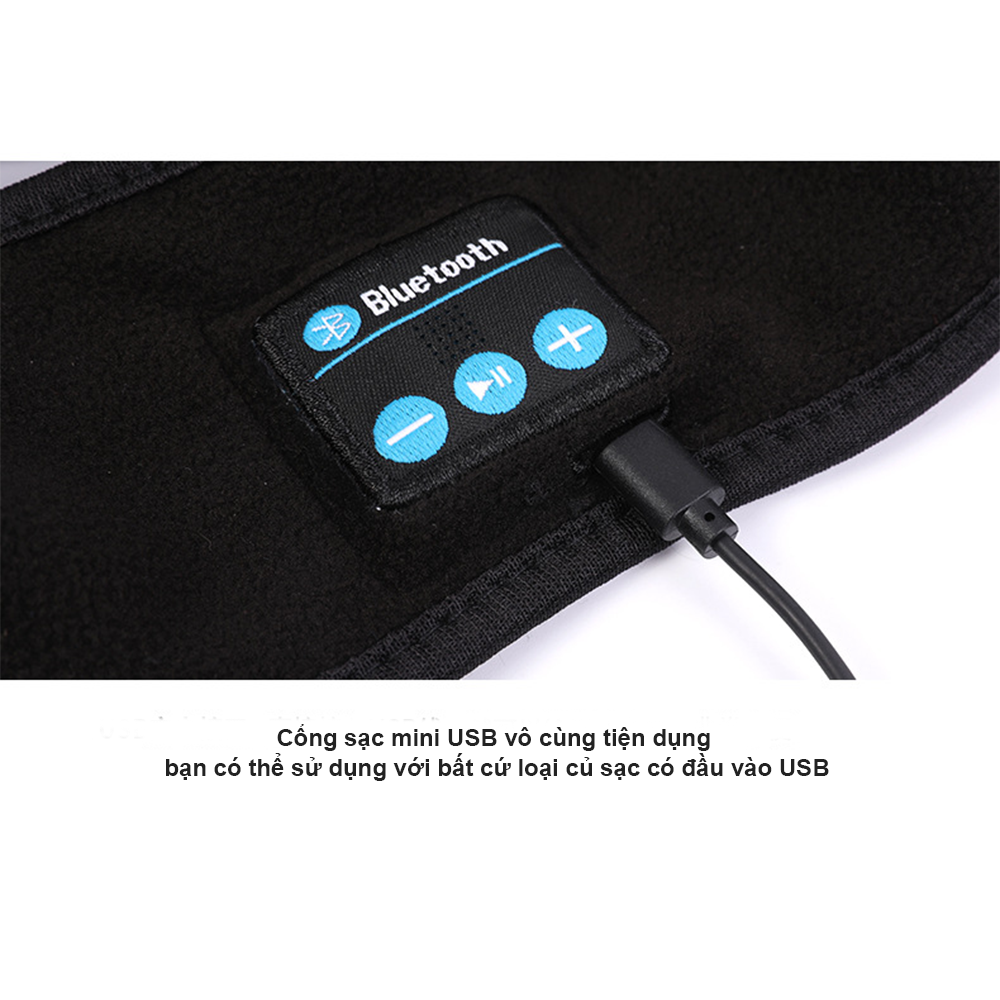 Bluetooth
Cống sạc mini USB vô cùng tiện dụng
bạn có thể sử dụng với bất cứ loại củ sạc có đầu vào USB